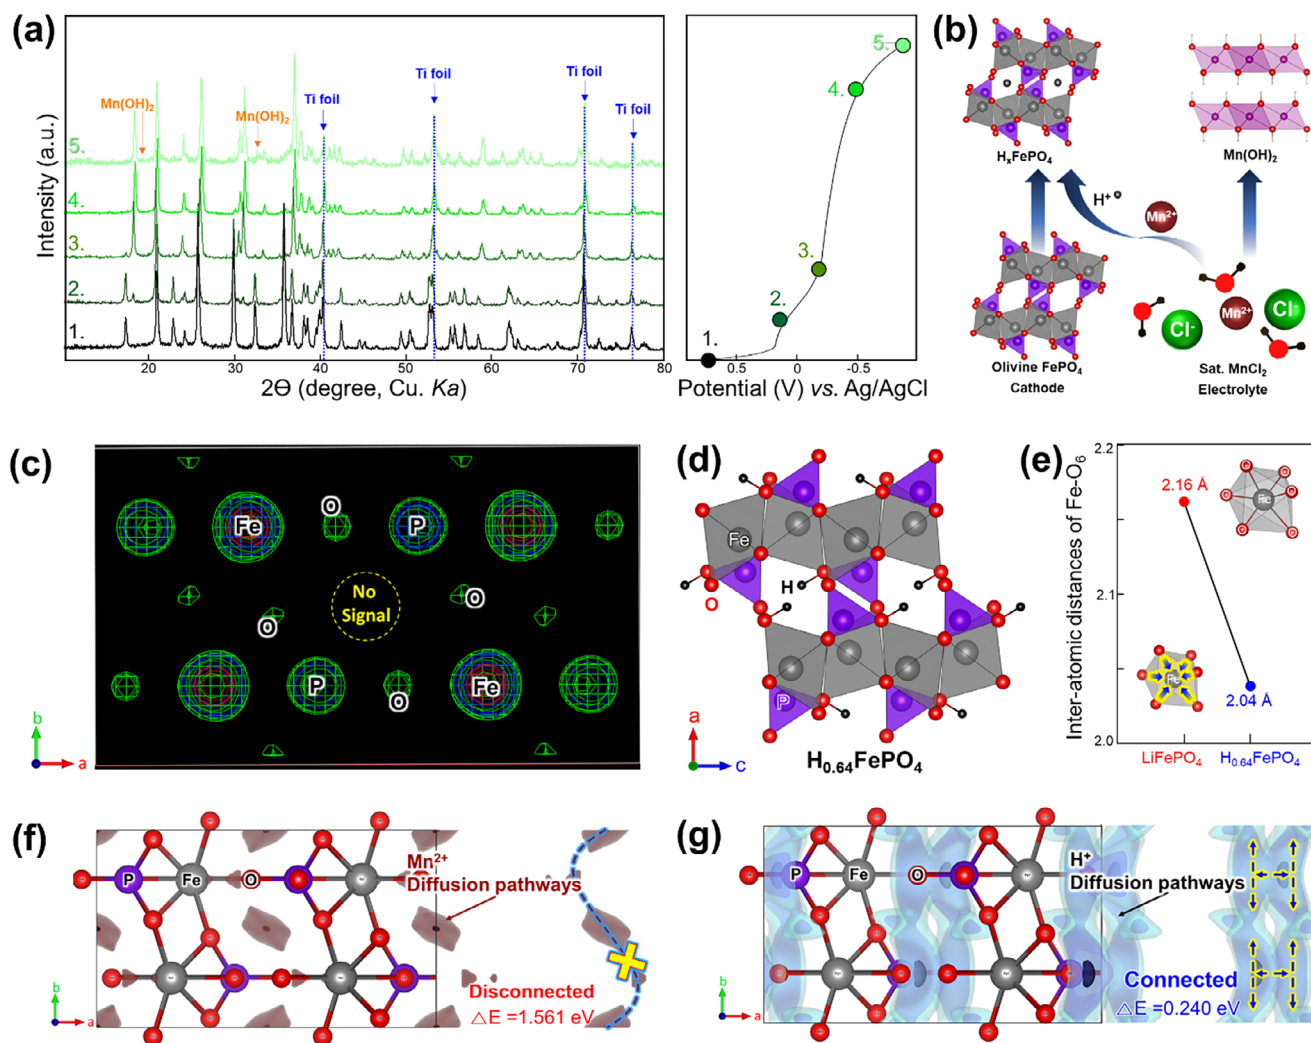 (a)
Intensity (a.u.)
Mn(OH)2
Mn(OH)2
Ti foil
Ti foil
Ti foil
Ti foil
5.
4.
3.
2.
1.
20
30
40
50
60
70
80
2Θ (degree, Cu. Ka)
5.
4.
3.
2.
1.
0.5
0
-0.5
Potential (V) vs. Ag/AgCl
(b)
HxFePO4
Mn(OH)2
H+
Mn2+
Mn2+
Cl-
Cl-
Olivine FePO4
Cathode
Sat. MnCl2
Electrolyte
(c)
O
Fe
P
No
Signal
O
O
P
O
Fe
b
a
(d)
Fe
H
O
P
a
c
H0.64FePO4
(e)
Inter-atomic distances of Fe-O6
2.2
2.1
2.0
2.16 Å
Fe
Fe
2.04 Å
LiFePO4
H0.64FePO4
(f)
P
Fe
O
Mn2+
Diffusion pathways
Disconnected
△E =1.561 eV
b
a
(g)
P
Fe
O
H+
Diffusion pathways
Connected
△E =0.240 eV
b
a